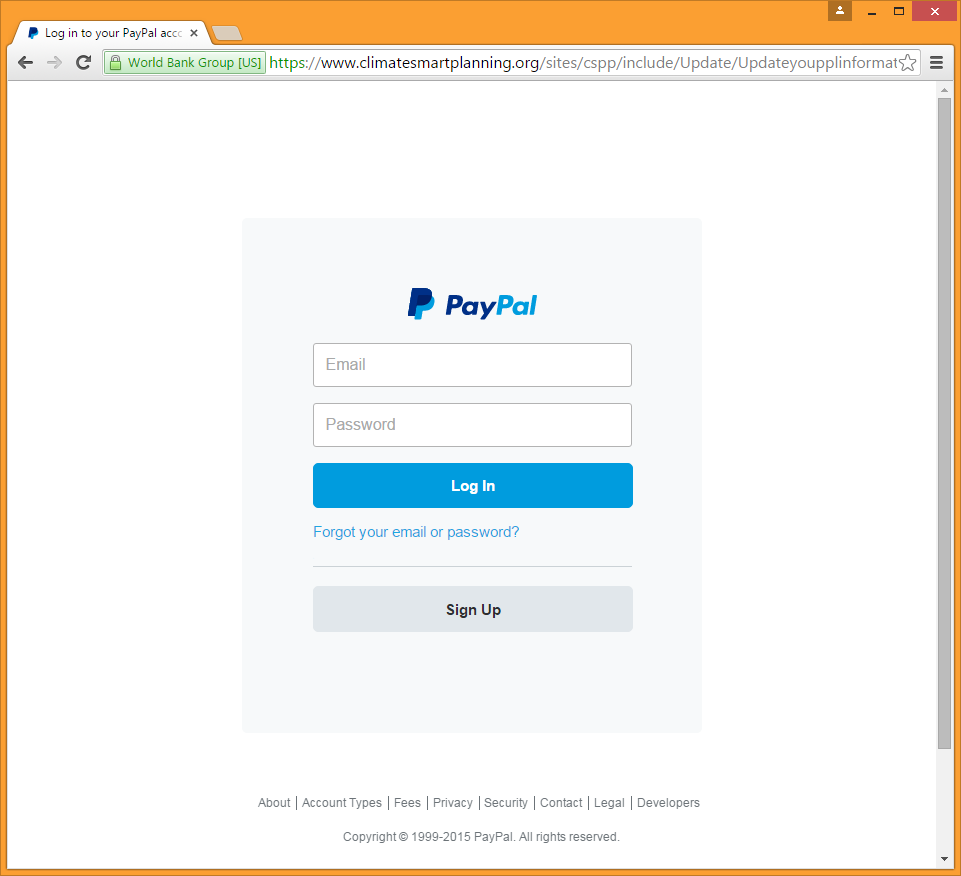 Log in to your PayPal acc
World Bank Group [US]
https://www.climatesmartplanning.org/sites/cspp/include/Update/Updateyoupplinformat
PayPal
Email
Password
Log In
Forgot your email or password?
Sign Up
About | Account Types | Fees | Privacy | Security | Contact | Legal | Developers
Copyright © 1999-2015 PayPal. All rights reserved.